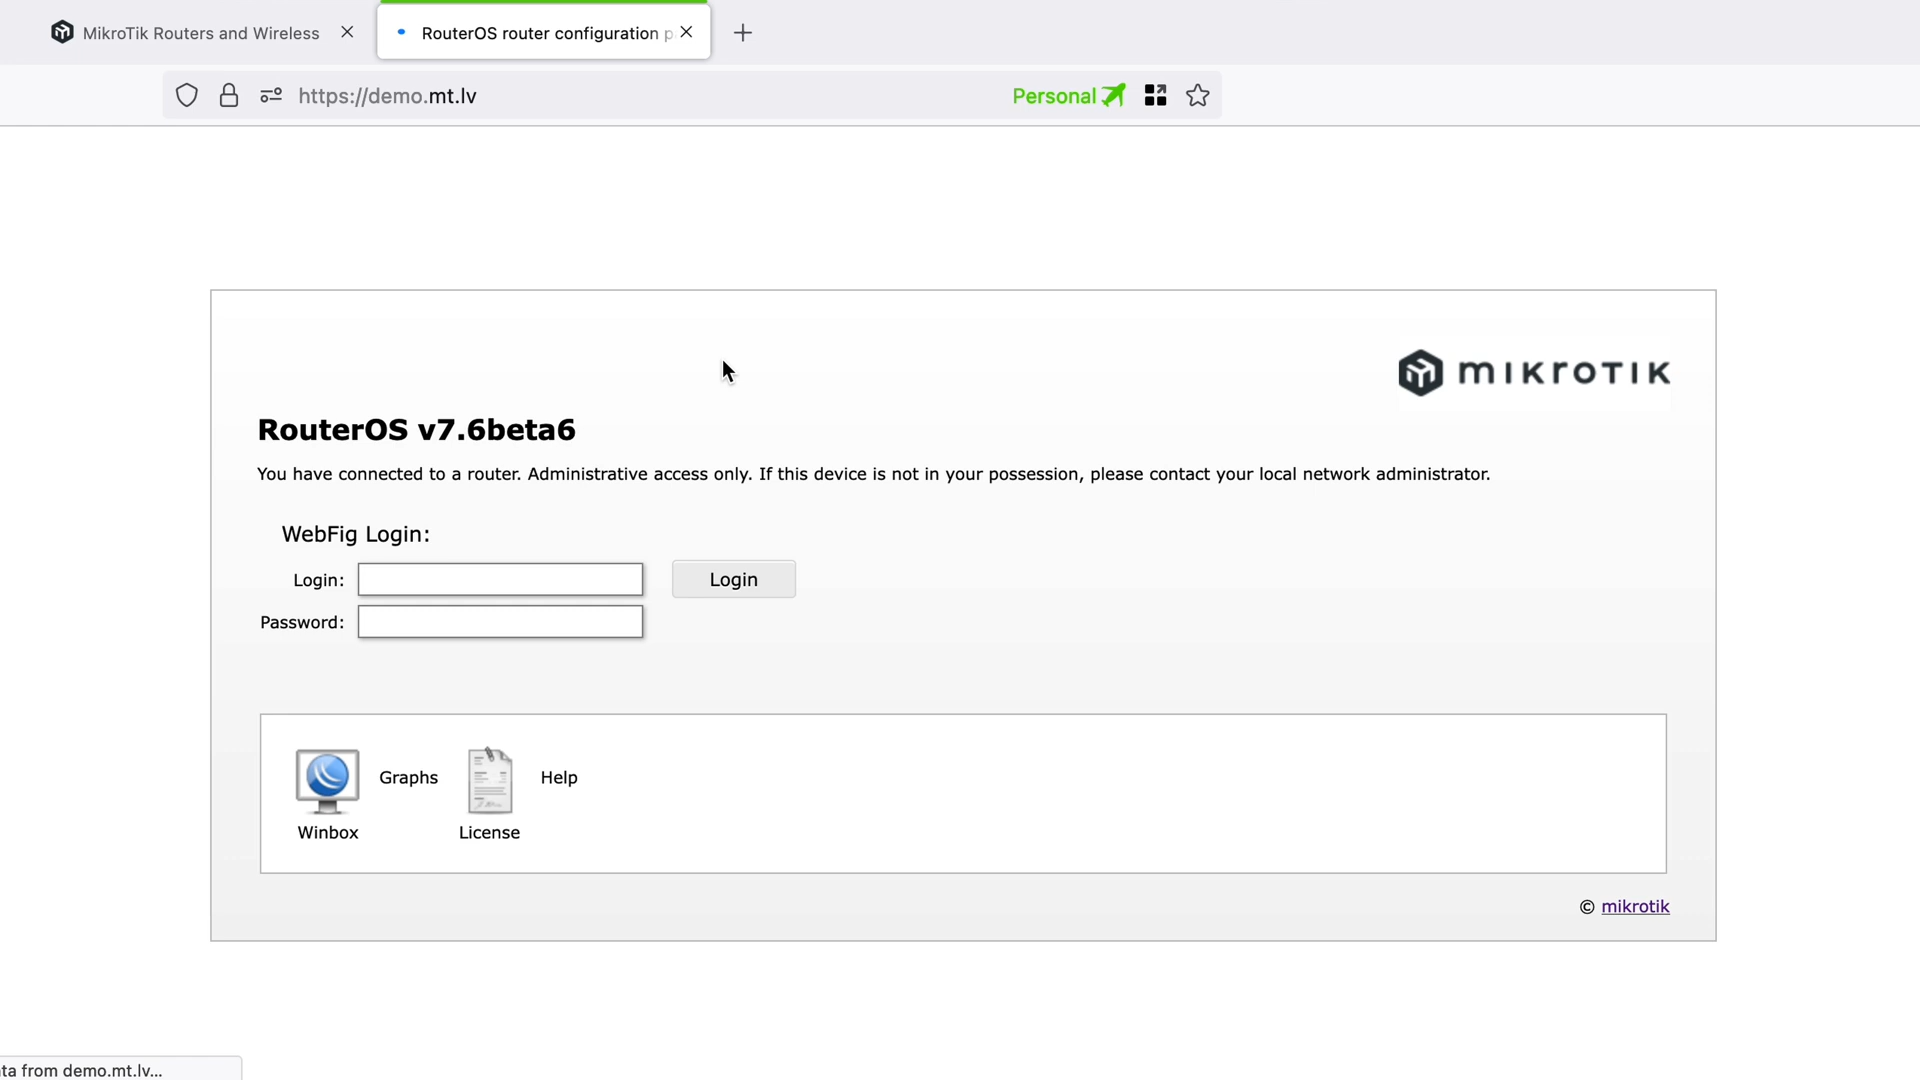 MikroTik Routers and Wireless
RouterOS router configuration p
https://demo.mt.lv
Personal
mikrotik
RouterOS v7.6beta6
You have connected to a router. Administrative access only. If this device is not in your possession, please contact your local network administrator.
WebFig Login:
Login:
Login
Password:
Graphs
Help
Winbox
License
© mikrotik
ta from demo.mt.lv...